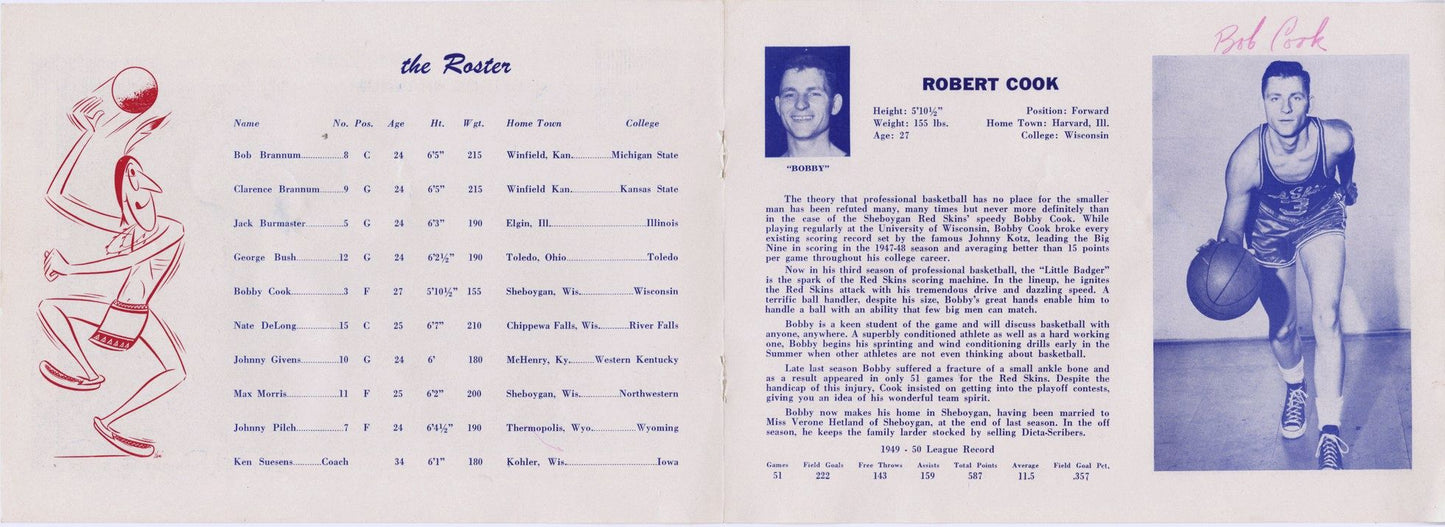 the Roster
Name No. Pos. Age Ht. Wgt. Home Town College
Bob Brannum 8 C 24 6'5" 215 Winfield, Kan. Michigan State
Clarence Brannum 9 G 24 6'5" 215 Winfield Kan. Kansas State
Jack Burmaster 5 G 24 6'3" 190 Elgin, Ill. Illinois
George Bush 12 G 24 6'2½" 190 Toledo, Ohio Toledo
Bobby Cook 3 F 27 5'10½" 155 Sheboygan, Wis. Wisconsin
Nate DeLong 15 C 25 6'7" 210 Chippewa Falls, Wis. River Falls
Johnny Givens 10 G 24 6' 180 McHenry, Ky. Western Kentucky
Max Morris 11 F 25 6'2" 200 Sheboygan, Wis. Northwestern
Johnny Pilch 7 F 24 6'4½" 190 Thermopolis, Wyo. Wyoming
Ken Suesens Coach 34 6'1" 180 Kohler, Wis. Iowa
"BOBBY"
ROBERT COOK
Height: 5'10½" Position: Forward
Weight: 155 lbs. Home Town: Harvard, Ill.
Age: 27 College: Wisconsin
The theory that professional basketball has no place for the smaller
man has been refuted many, many times but never more definitely than
in the case of the Sheboygan Red Skins' speedy Bobby Cook. While
playing regularly at the University of Wisconsin, Bobby Cook broke every
existing scoring record set by the famous Johnny Kotz, leading the Big
Nine in scoring in the 1947-48 season and averaging better than 15 points
per game throughout his college career.
Now in his third season of professional basketball, the "Little Badger"
is the spark of the Red Skins scoring machine. In the lineup, he ignites
the Red Skins attack with his tremendous drive and dazzling speed. A
terrific ball handler, despite his size, Bobby's great hands enable him to
handle a ball with an ability that few big men can match.
Bobby is a keen student of the game and will discuss basketball with
anyone, anywhere. A superbly conditioned athlete as well as a hard working
one, Bobby begins his sprinting and wind conditioning drills early in the
Summer when other athletes are not even thinking about basketball.
Late last season Bobby suffered a fracture of a small ankle bone and
as a result appeared in only 51 games for the Red Skins. Despite the
handicap of this injury, Cook insisted on getting into the playoff contests,
giving you an idea of his wonderful team spirit.
Bobby now makes his home in Sheboygan, having been married to
Miss Verone Hetland of Sheboygan, at the end of last season. In the off
season, he keeps the family larder stocked by selling Dicta-Scribers.
1949 - 50 League Record
Games Field Goals Free Throws Assists Total Points Average Field Goal Pct.
51 222 143 159 587 11.5 .357
Bob Cook
3